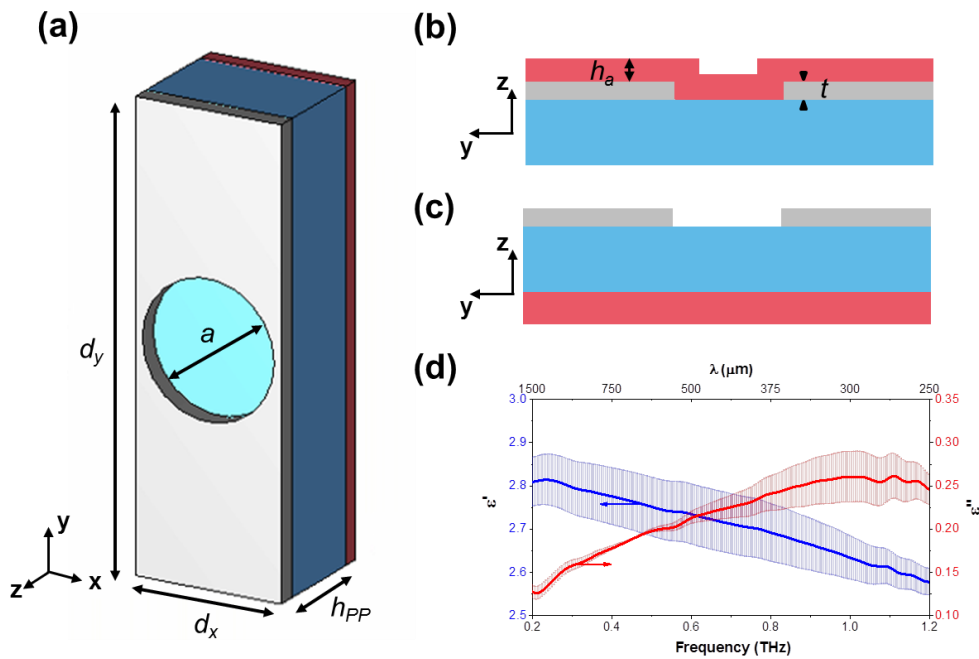 (a)
a
d_y
d_x
h_PP
y
z
x
(b)
h_a
t
z
y
(c)
z
y
(d)
λ (μm)
1500 750 500 375 300 250
3.0
2.9
2.8
2.7
2.6
2.5
ε'
0.35
0.30
0.25
0.20
0.15
0.10
ε''
0.2 0.4 0.6 0.8 1.0 1.2
Frequency (THz)